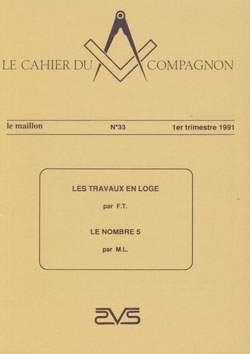 LE CAHIER DU COMPAGNON
le maillon N°33 1er trimestre 1991
LES TRAVAUX EN LOGE
par F.T.
LE NOMBRE 5
par M.L.